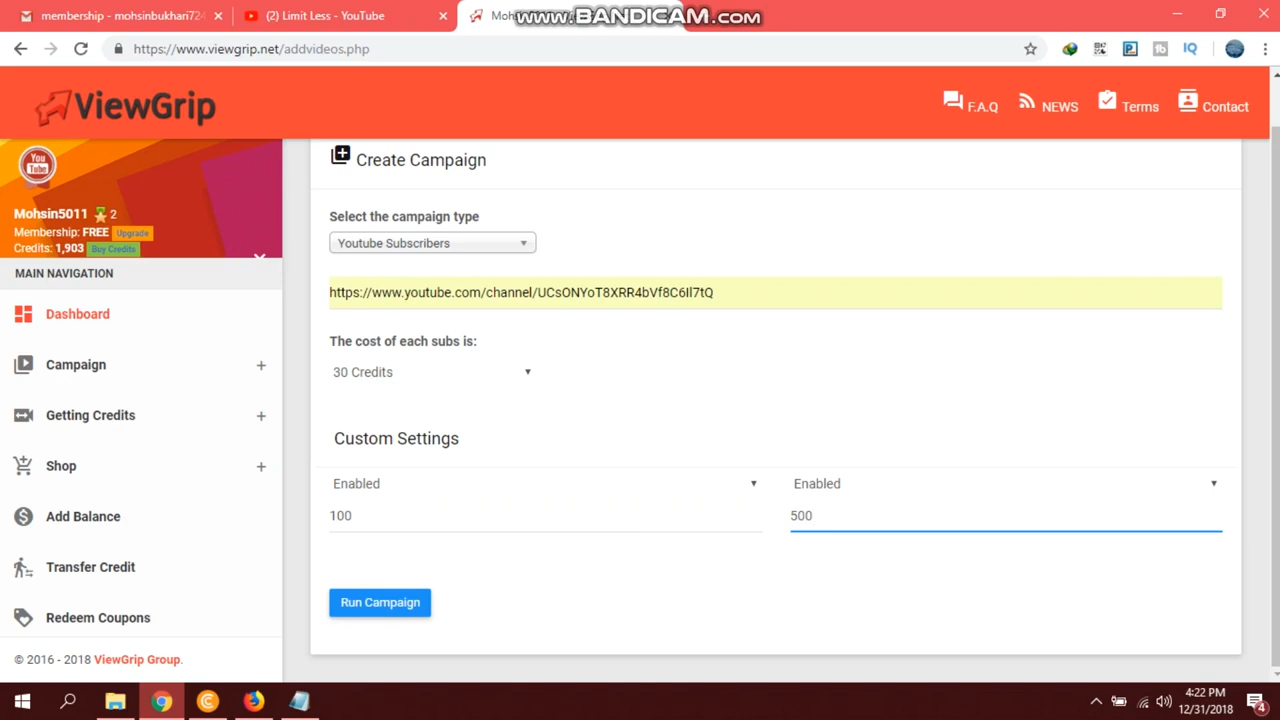 membership - mohsinbukhari724
(2) Limit Less - YouTube
Moh
www.BANDICAM.com
https://www.viewgrip.net/addvideos.php
ViewGrip
F.A.Q
NEWS
Terms
Contact
You
Tube
Mohsin5011 2
Membership: FREE Upgrade
Credits: 1,903 Buy Credits
MAIN NAVIGATION
Dashboard
Campaign
Getting Credits
Shop
Add Balance
Transfer Credit
Redeem Coupons
© 2016 - 2018 ViewGrip Group.
Create Campaign
Select the campaign type
Youtube Subscribers
https://www.youtube.com/channel/UCsONYoT8XRR4bVf8C6Il7tQ
The cost of each subs is:
30 Credits
Custom Settings
Enabled Enabled
100 500
Run Campaign
4:22 PM
12/31/2018
4